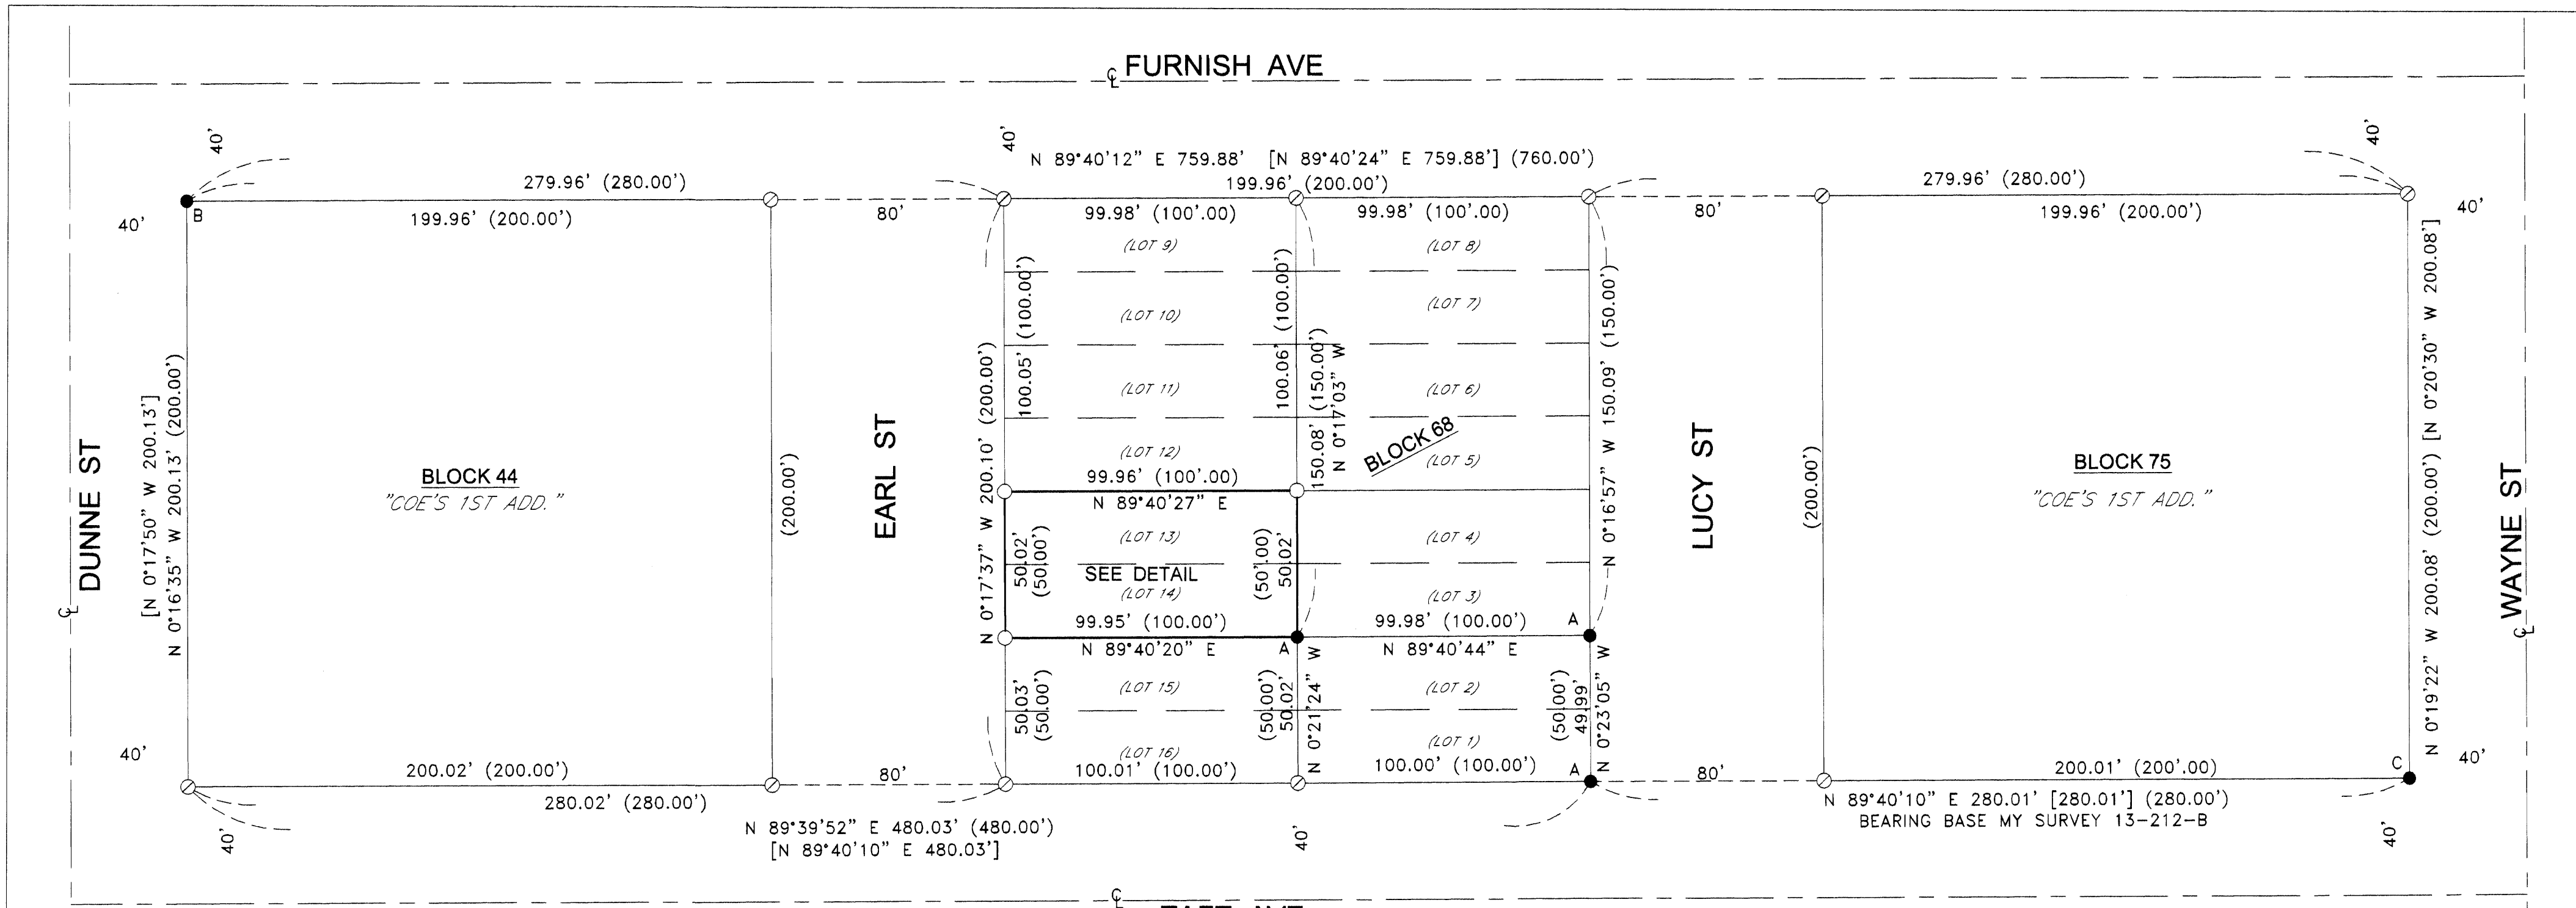 ℄ FURNISH AVE
40'
40'
40'
N 89°40'12" E 759.88' [N 89°40'24" E 759.88'] (760.00')
279.96' (280.00')
199.96' (200.00')
279.96' (280.00')
B
40'
199.96' (200.00')
80'
99.98' (100'.00)
99.98' (100'.00)
80'
199.96' (200.00')
40'
(LOT 9)
(LOT 8)
(LOT 10)
(LOT 7)
(LOT 11)
(LOT 6)
(LOT 12)
(LOT 5)
100.05' (100.00')
100.06' (100.00')
150.08' (150.00')
N 0°17'03" W
BLOCK 68
N 0°16'57" W 150.09' (150.00')
DUNNE ST
℄
[N 0°17'50" W 200.13']
N 0°16'35" W 200.13' (200.00')
BLOCK 44
"COE'S 1ST ADD."
(200.00')
EARL ST
N 0°17'37" W 200.10' (200.00')
99.96' (100'.00)
N 89°40'27" E
50.02'
(50.00')
(LOT 13)
SEE DETAIL
(LOT 14)
(50'.00)
50.02'
(LOT 4)
(LOT 3)
99.95' (100.00')
N 89°40'20" E
A
99.98' (100.00')
N 89°40'44" E
A
LUCY ST
(200.00')
BLOCK 75
"COE'S 1ST ADD."
N 0°19'22" W 200.08' (200.00') [N 0°20'30" W 200.08']
WAYNE ST
℄
50.03'
(50.00')
(LOT 15)
(LOT 16)
(50.00')
50.02'
N 0°21'24" W
(LOT 2)
(LOT 1)
(50.00')
49.99'
N 0°23'05" W
40'
200.02' (200.00')
280.02' (280.00')
80'
100.01' (100.00')
100.00' (100.00')
A
80'
200.01' (200'.00)
C
40'
N 89°40'10" E 280.01' [280.01'] (280.00')
BEARING BASE MY SURVEY 13-212-B
N 89°39'52" E 480.03' (480.00')
[N 89°40'10" E 480.03']
40'
40'
40'
℄